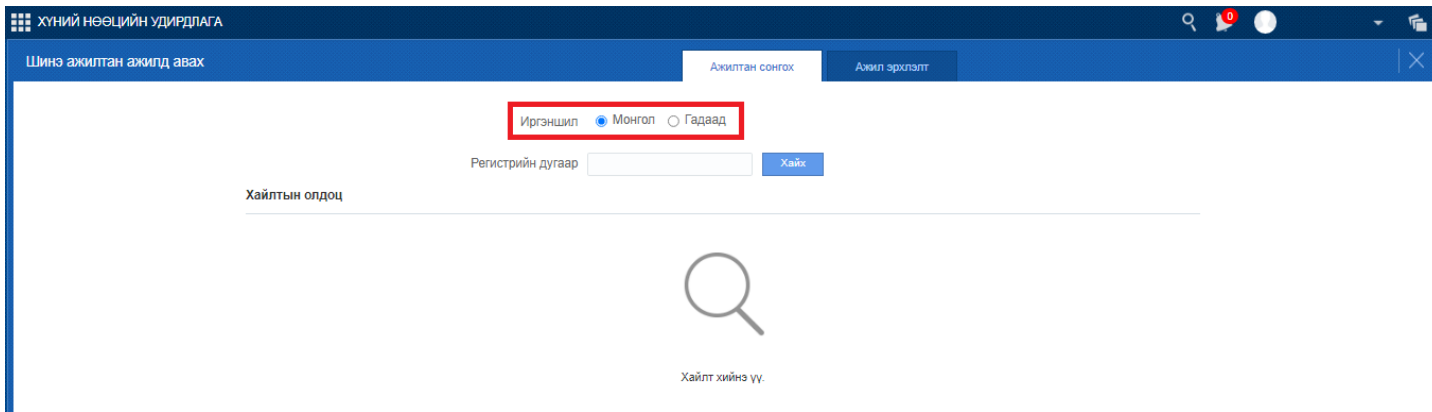 ХҮНИЙ НӨӨЦИЙН УДИРДЛАГА
0
Шинэ ажилтан ажилд авах
Ажилтан сонгох
Ажил эрхлэлт
Иргэншил Монгол Гадаад
Регистрийн дугаар Хайх
Хайлтын олдоц
Хайлт хийнэ үү.